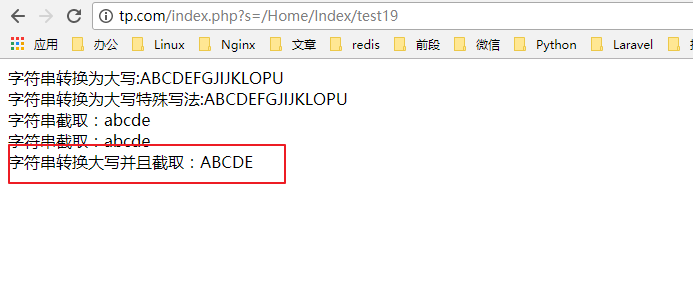 tp.com/index.php?s=/Home/Index/test19
应用 办公 Linux Nginx 文章 redis 前段 微信 Python Laravel
字符串转换为大写:ABCDEFGJIJKLOPU
字符串转换为大写特殊写法:ABCDEFGJIJKLOPU
字符串截取：abcde
字符串截取：abcde
字符串转换大写并且截取：ABCDE